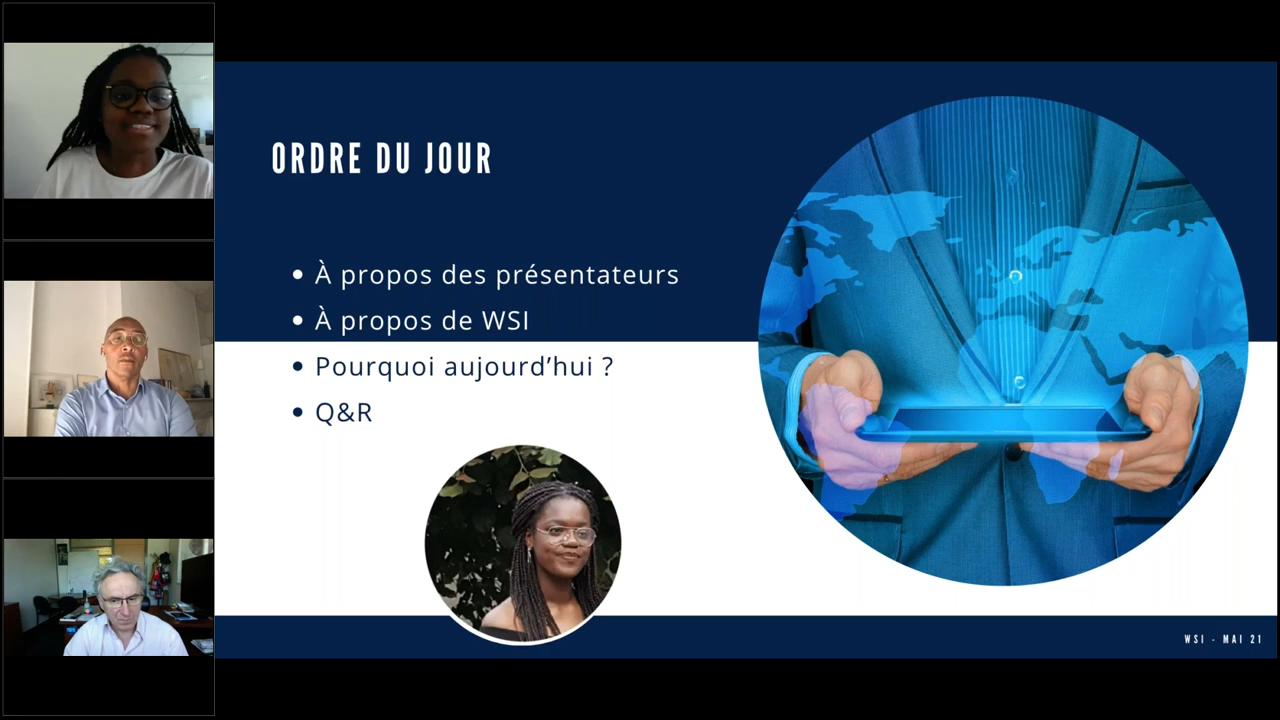 ORDRE DU JOUR
• À propos des présentateurs
• À propos de WSI
• Pourquoi aujourd’hui ?
• Q&R
WSI - MAI 21